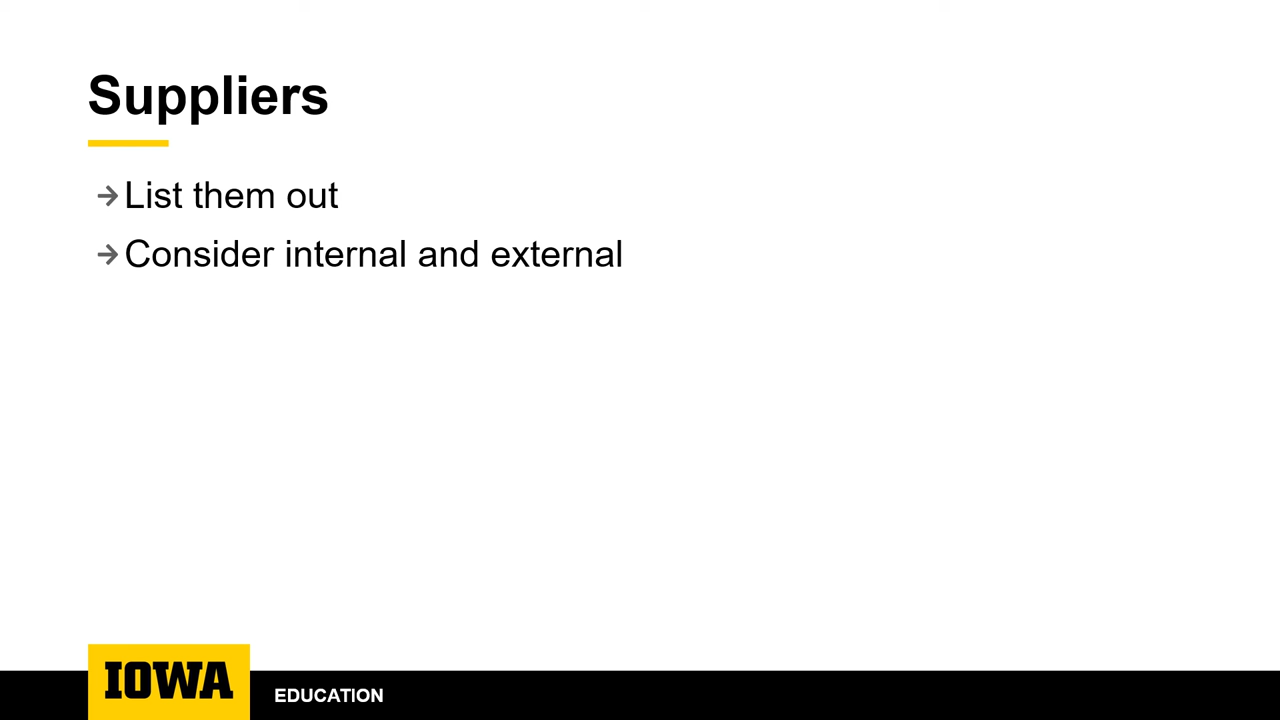 Suppliers
→List them out
→Consider internal and external
IOWA
EDUCATION